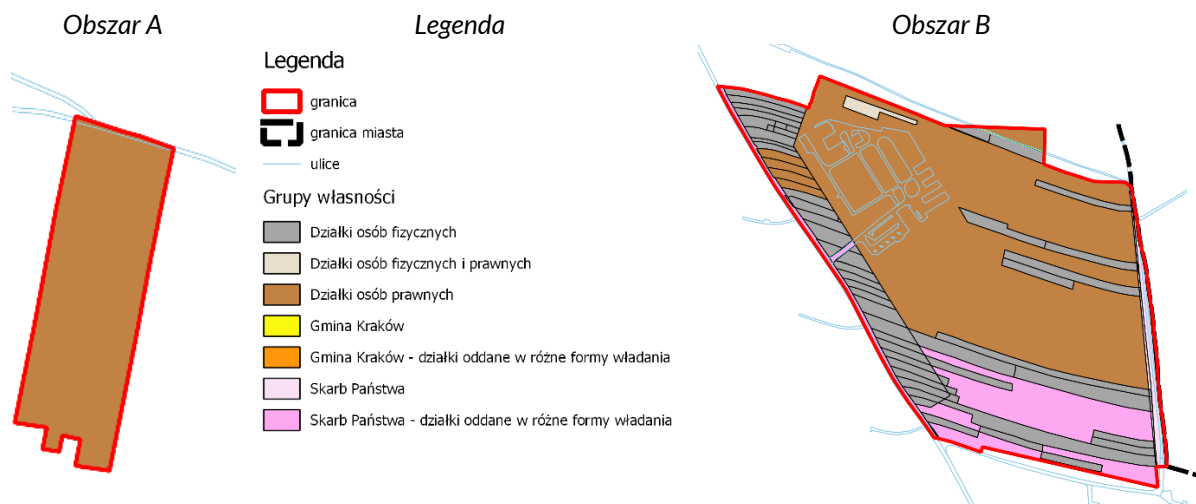 Obszar A
Legenda
Obszar B
Legenda
granica
granica miasta
ulice
Grupy własności
Działki osób fizycznych
Działki osób fizycznych i prawnych
Działki osób prawnych
Gmina Kraków
Gmina Kraków - działki oddane w różne formy władania
Skarb Państwa
Skarb Państwa - działki oddane w różne formy władania